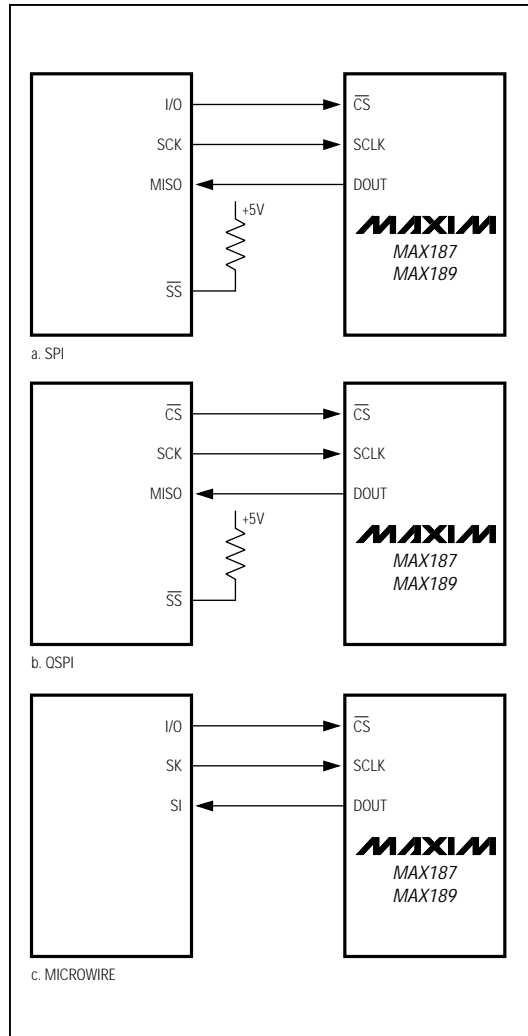 I/O CS
SCK SCLK
MISO DOUT
+5V
MAXIM
MAX187
SS MAX189
a. SPI
CS CS
SCK SCLK
MISO DOUT
+5V
MAXIM
MAX187
SS MAX189
b. QSPI
I/O CS
SK SCLK
SI DOUT
MAXIM
MAX187
MAX189
c. MICROWIRE